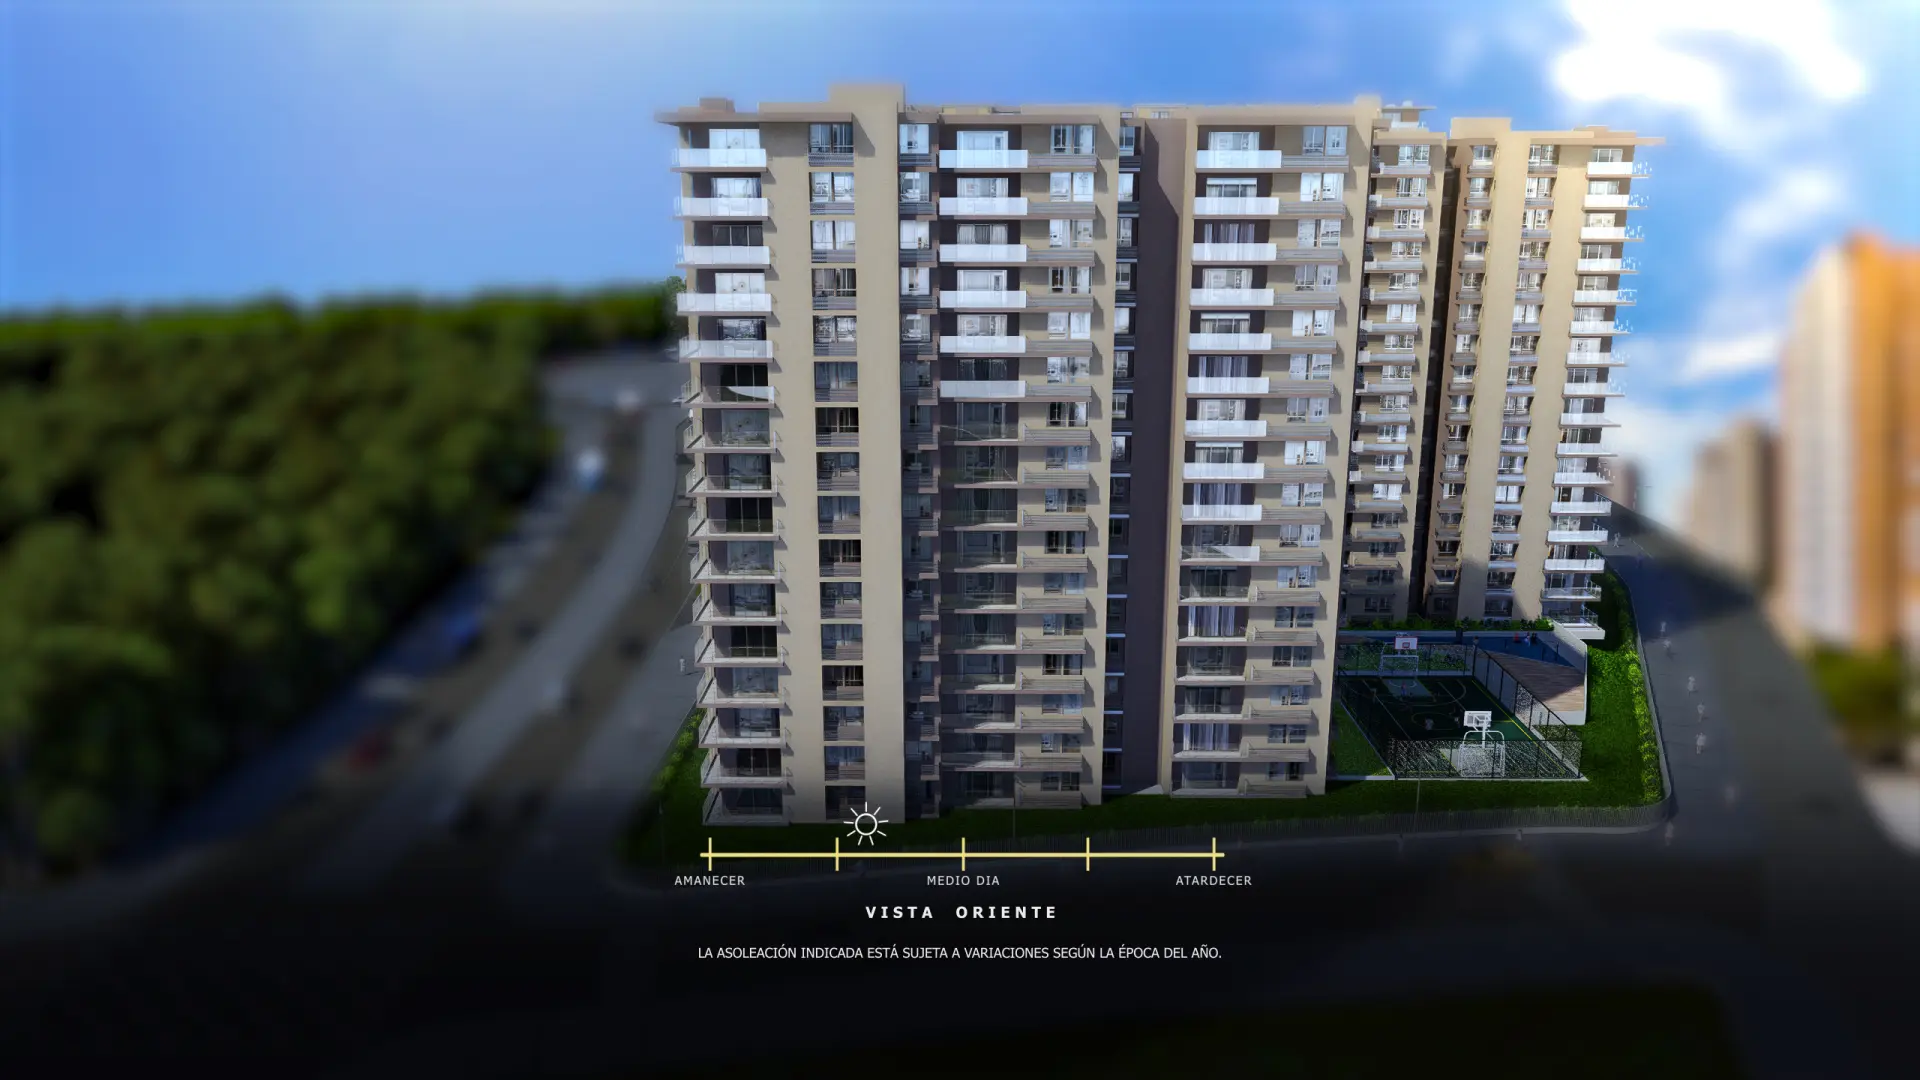 AMANECER MEDIO DIA ATARDECER
VISTA ORIENTE
LA ASOLEACIÓN INDICADA ESTÁ SUJETA A VARIACIONES SEGÚN LA ÉPOCA DEL AÑO.